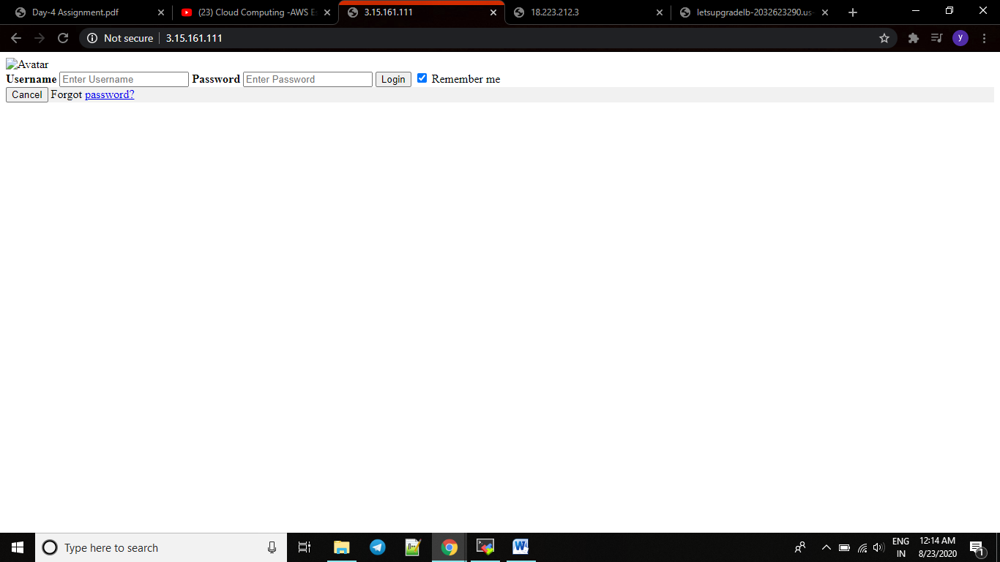 Day-4 Assignment.pdf
(23) Cloud Computing -AWS E
3.15.161.111
18.223.212.3
letsupgradelb-2032623290.us-
Not secure
3.15.161.111
y
Avatar
Username Enter Username Password Enter Password Login Remember me
Cancel Forgot password?
Type here to search
ENG
IN
12:14 AM
8/23/2020
1